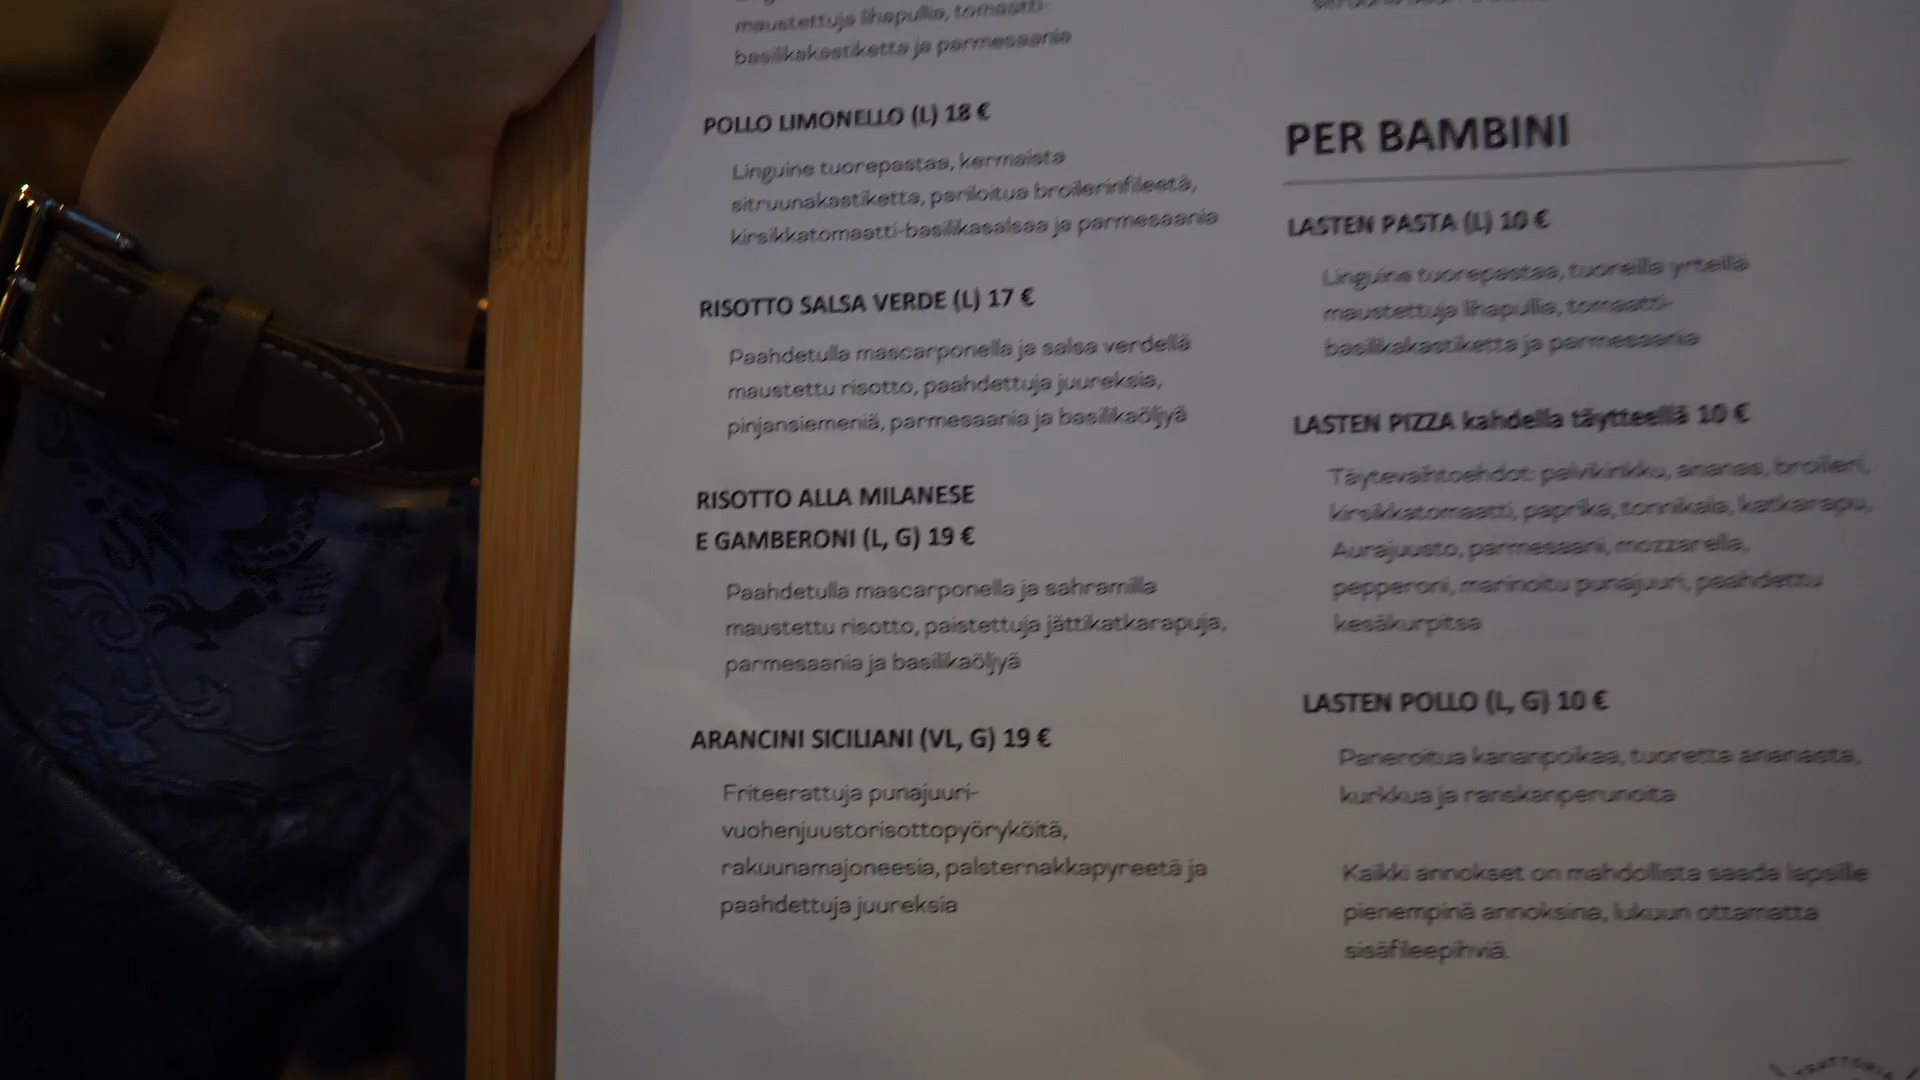 maustettuja lihapullia, tomaatti-
basilikakastiketta ja parmesaania
POLLO LIMONELLO (L) 18 €
Linguine tuorepastaa, kermaista
sitruunakastiketta, pariloitua broilerinfileetä,
kirsikkatomaatti-basilikasalsaa ja parmesaania
RISOTTO SALSA VERDE (L) 17 €
Paahdetulla mascarponella ja salsa verdellä
maustettu risotto, paahdettuja juureksia,
pinjansiemeniä, parmesaania ja basilikaöljyä
RISOTTO ALLA MILANESE
E GAMBERONI (L, G) 19 €
Paahdetulla mascarponella ja sahramilla
maustettu risotto, paistettuja jättikatkarapuja,
parmesaania ja basilikaöljyä
ARANCINI SICILIANI (VL, G) 19 €
Friteerattuja punajuuri-
vuohenjuustorisottopyöryköitä,
rakuunamajoneesia, palsternakkapyreetä ja
paahdettuja juureksia
PER BAMBINI
LASTEN PASTA (L) 10 €
Linguine tuorepastaa, tuoreilla yrteillä
maustettuja lihapullia, tomaatti-
basilikakastiketta ja parmesaania
LASTEN PIZZA kahdella täytteellä 10 €
Täytevaihtoehdot: palvikinkku, ananas, broileri,
kirsikkatomaatti, paprika, tonnikala, katkarapu,
Aurajuusto, parmesaani, mozzarella,
pepperoni, marinoitu punajuuri, paahdettu
kesäkurpitsa
LASTEN POLLO (L, G) 10 €
Paneroitua kananpoikaa, tuoretta ananasta,
kurkkua ja ranskanperunoita
Kaikki annokset on mahdollista saada lapsille
pienempinä annoksina, lukuun ottamatta
sisäfileepihviä.
TRATTORIA